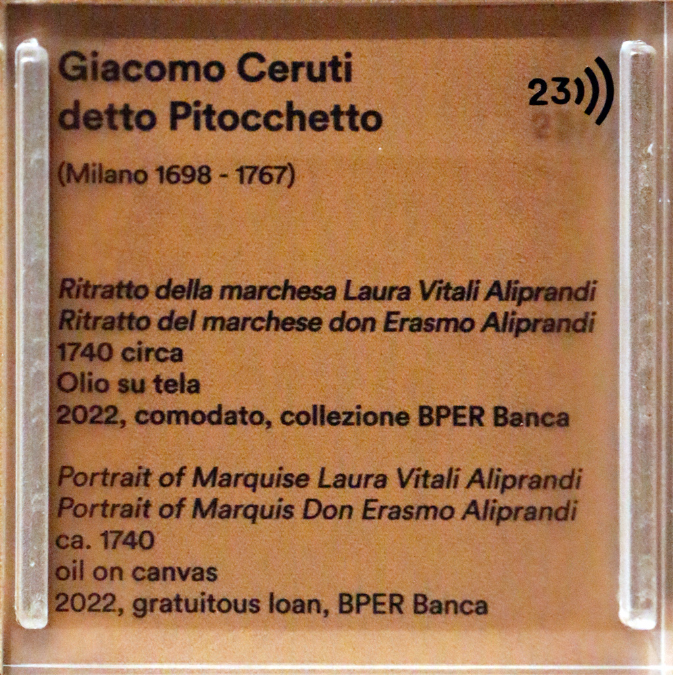 Giacomo Ceruti
detto Pitocchetto
23
(Milano 1698 - 1767)
Ritratto della marchesa Laura Vitali Aliprandi
Ritratto del marchese don Erasmo Aliprandi
1740 circa
Olio su tela
2022, comodato, collezione BPER Banca
Portrait of Marquise Laura Vitali Aliprandi
Portrait of Marquis Don Erasmo Aliprandi
ca. 1740
oil on canvas
2022, gratuitous loan, BPER Banca